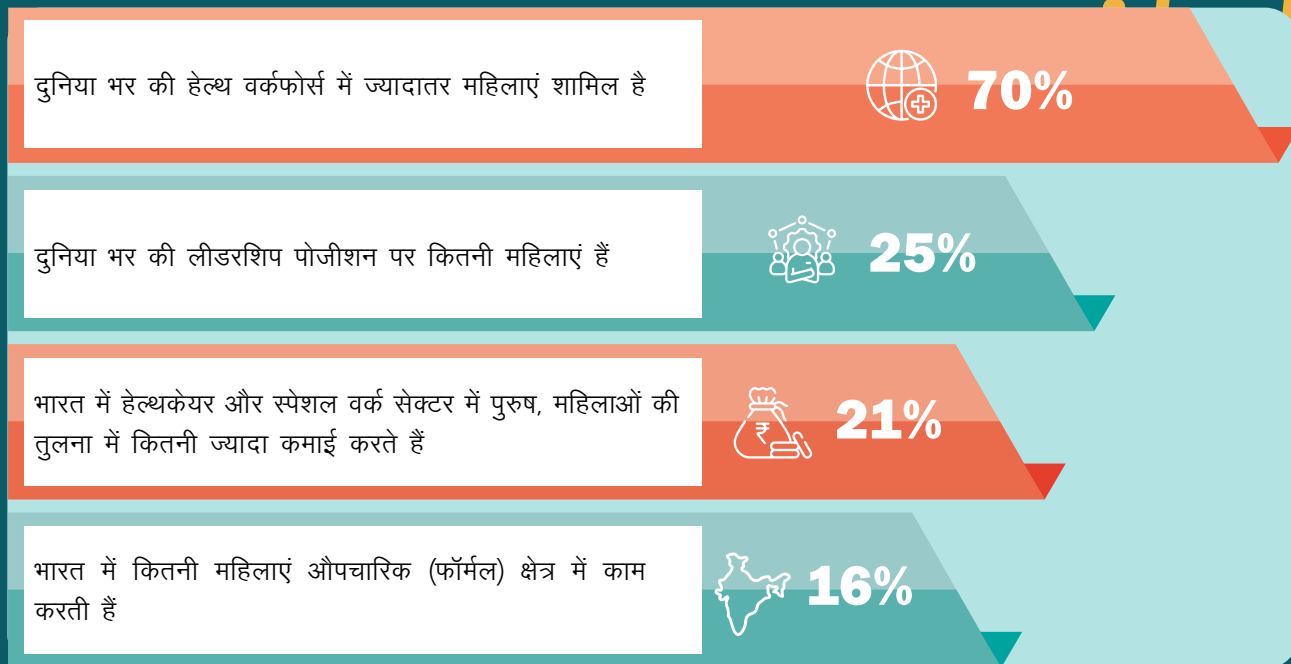 दुनिया भर की हेल्थ वर्कफोर्स में ज्यादातर महिलाएं शामिल है
70%
दुनिया भर की लीडरशिप पोजीशन पर कितनी महिलाएं हैं
25%
भारत में हेल्थकेयर और स्पेशल वर्क सेक्टर में पुरुष, महिलाओं की
तुलना में कितनी ज्यादा कमाई करते हैं
₹
21%
भारत में कितनी महिलाएं औपचारिक (फॉर्मल) क्षेत्र में काम
करती हैं
16%